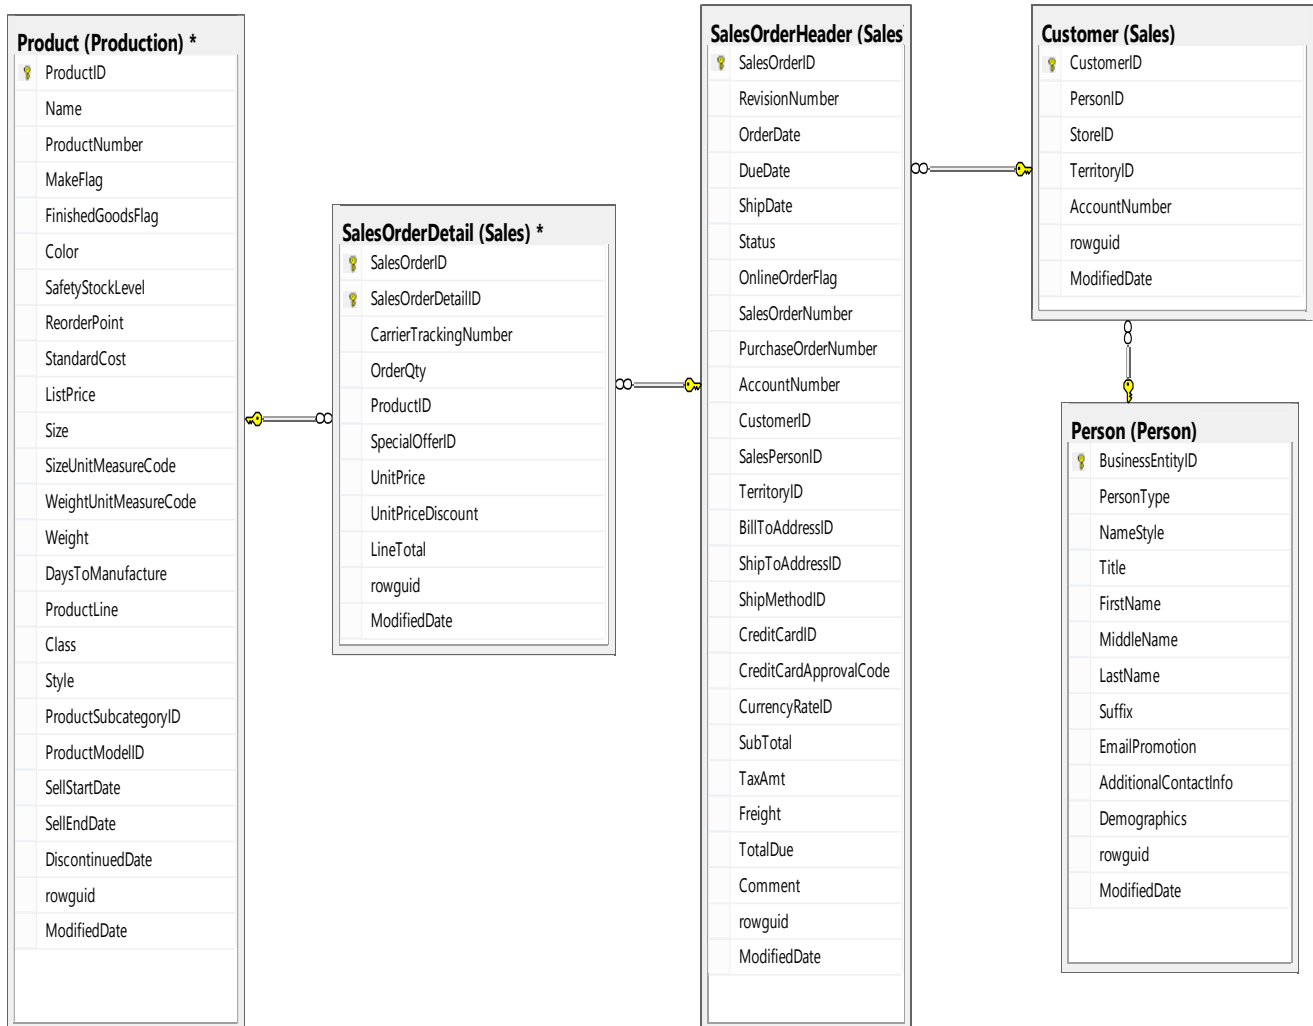 Product (Production) *
ProductID
Name
ProductNumber
MakeFlag
FinishedGoodsFlag
Color
SafetyStockLevel
ReorderPoint
StandardCost
ListPrice
Size
SizeUnitMeasureCode
WeightUnitMeasureCode
Weight
DaysToManufacture
ProductLine
Class
Style
ProductSubcategoryID
ProductModelID
SellStartDate
SellEndDate
DiscontinuedDate
rowguid
ModifiedDate
SalesOrderDetail (Sales) *
SalesOrderID
SalesOrderDetailID
CarrierTrackingNumber
OrderQty
ProductID
SpecialOfferID
UnitPrice
UnitPriceDiscount
LineTotal
rowguid
ModifiedDate
SalesOrderHeader (Sales
SalesOrderID
RevisionNumber
OrderDate
DueDate
ShipDate
Status
OnlineOrderFlag
SalesOrderNumber
PurchaseOrderNumber
AccountNumber
CustomerID
SalesPersonID
TerritoryID
BillToAddressID
ShipToAddressID
ShipMethodID
CreditCardID
CreditCardApprovalCode
CurrencyRateID
SubTotal
TaxAmt
Freight
TotalDue
Comment
rowguid
ModifiedDate
Customer (Sales)
CustomerID
PersonID
StoreID
TerritoryID
AccountNumber
rowguid
ModifiedDate
Person (Person)
BusinessEntityID
PersonType
NameStyle
Title
FirstName
MiddleName
LastName
Suffix
EmailPromotion
AdditionalContactInfo
Demographics
rowguid
ModifiedDate